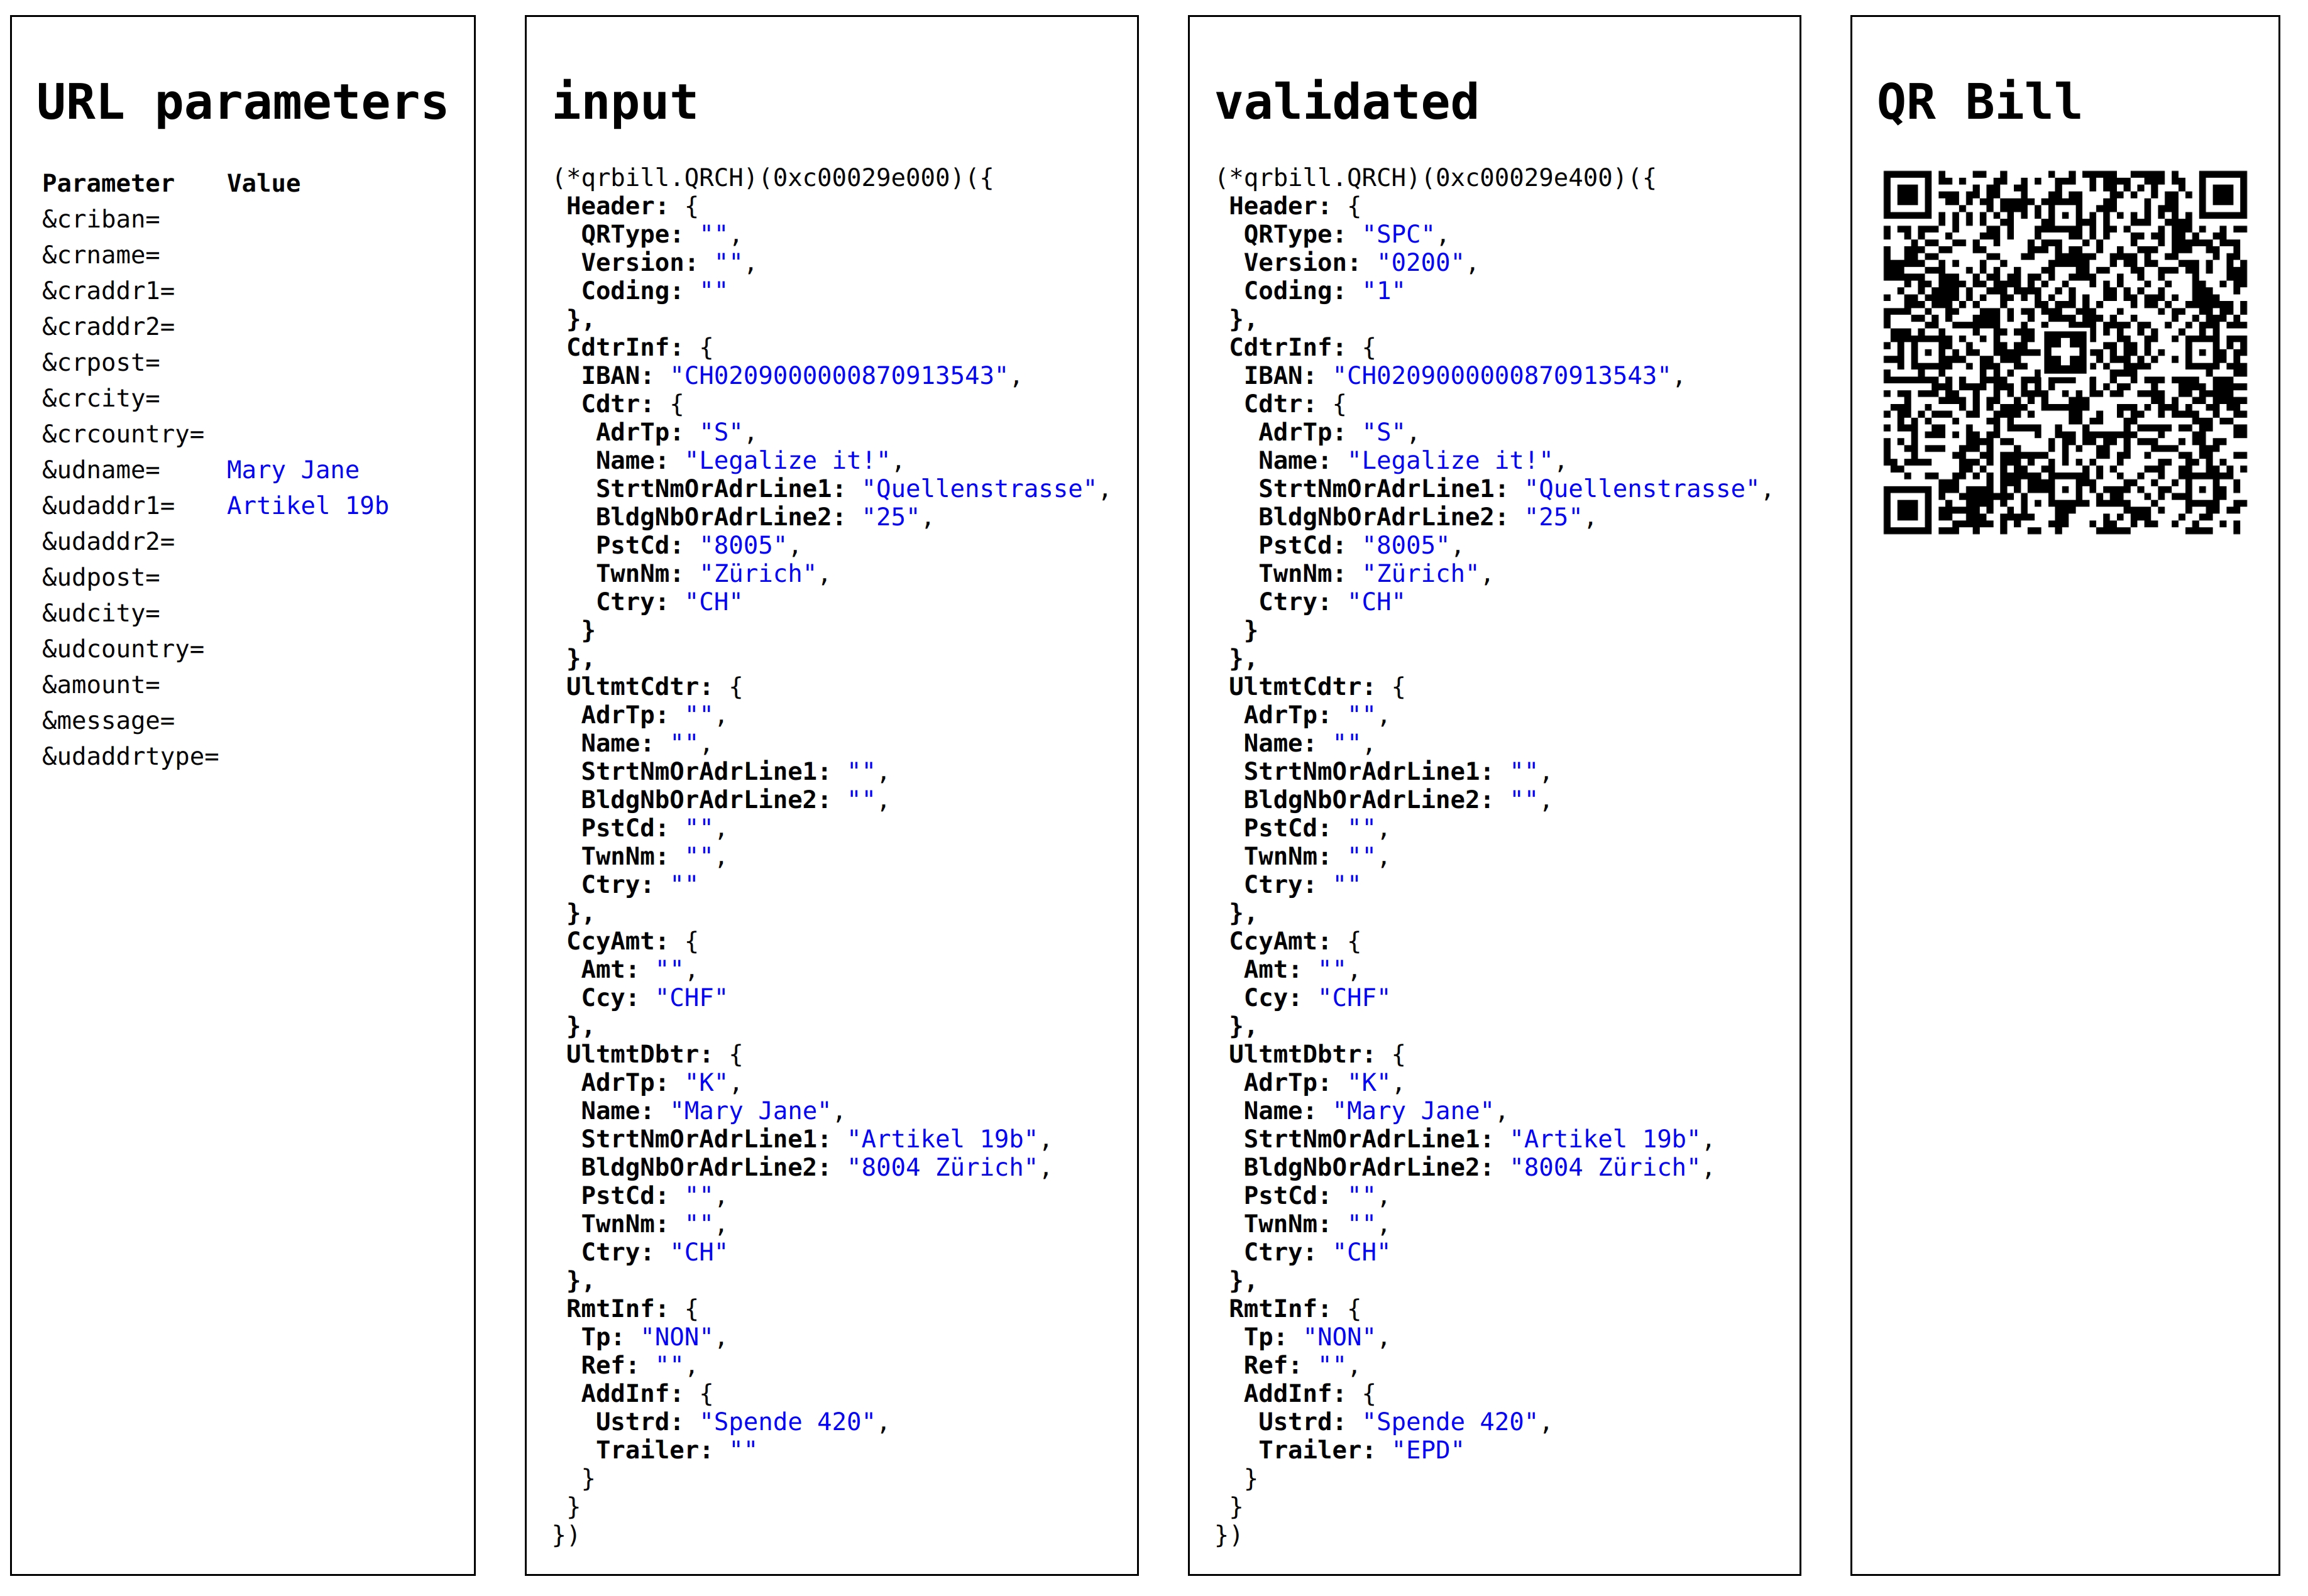 URL parameters
Parameter Value
&criban=
&crname=
&craddr1=
&craddr2=
&crpost=
&crcity=
&crcountry=
&udname= Mary Jane
&udaddr1= Artikel 19b
&udaddr2=
&udpost=
&udcity=
&udcountry=
&amount=
&message=
&udaddrtype=
input
(*qrbill.QRCH)(0xc00029e000)({
Header: {
QRType: "",
Version: "",
Coding: ""
},
CdtrInf: {
IBAN: "CH0209000000870913543",
Cdtr: {
AdrTp: "S",
Name: "Legalize it!",
StrtNmOrAdrLine1: "Quellenstrasse",
BldgNbOrAdrLine2: "25",
PstCd: "8005",
TwnNm: "Zürich",
Ctry: "CH"
}
},
UltmtCdtr: {
AdrTp: "",
Name: "",
StrtNmOrAdrLine1: "",
BldgNbOrAdrLine2: "",
PstCd: "",
TwnNm: "",
Ctry: ""
},
CcyAmt: {
Amt: "",
Ccy: "CHF"
},
UltmtDbtr: {
AdrTp: "K",
Name: "Mary Jane",
StrtNmOrAdrLine1: "Artikel 19b",
BldgNbOrAdrLine2: "8004 Zürich",
PstCd: "",
TwnNm: "",
Ctry: "CH"
},
RmtInf: {
Tp: "NON",
Ref: "",
AddInf: {
Ustrd: "Spende 420",
Trailer: ""
}
}
})
validated
(*qrbill.QRCH)(0xc00029e400)({
Header: {
QRType: "SPC",
Version: "0200",
Coding: "1"
},
CdtrInf: {
IBAN: "CH0209000000870913543",
Cdtr: {
AdrTp: "S",
Name: "Legalize it!",
StrtNmOrAdrLine1: "Quellenstrasse",
BldgNbOrAdrLine2: "25",
PstCd: "8005",
TwnNm: "Zürich",
Ctry: "CH"
}
},
UltmtCdtr: {
AdrTp: "",
Name: "",
StrtNmOrAdrLine1: "",
BldgNbOrAdrLine2: "",
PstCd: "",
TwnNm: "",
Ctry: ""
},
CcyAmt: {
Amt: "",
Ccy: "CHF"
},
UltmtDbtr: {
AdrTp: "K",
Name: "Mary Jane",
StrtNmOrAdrLine1: "Artikel 19b",
BldgNbOrAdrLine2: "8004 Zürich",
PstCd: "",
TwnNm: "",
Ctry: "CH"
},
RmtInf: {
Tp: "NON",
Ref: "",
AddInf: {
Ustrd: "Spende 420",
Trailer: "EPD"
}
}
})
QR Bill